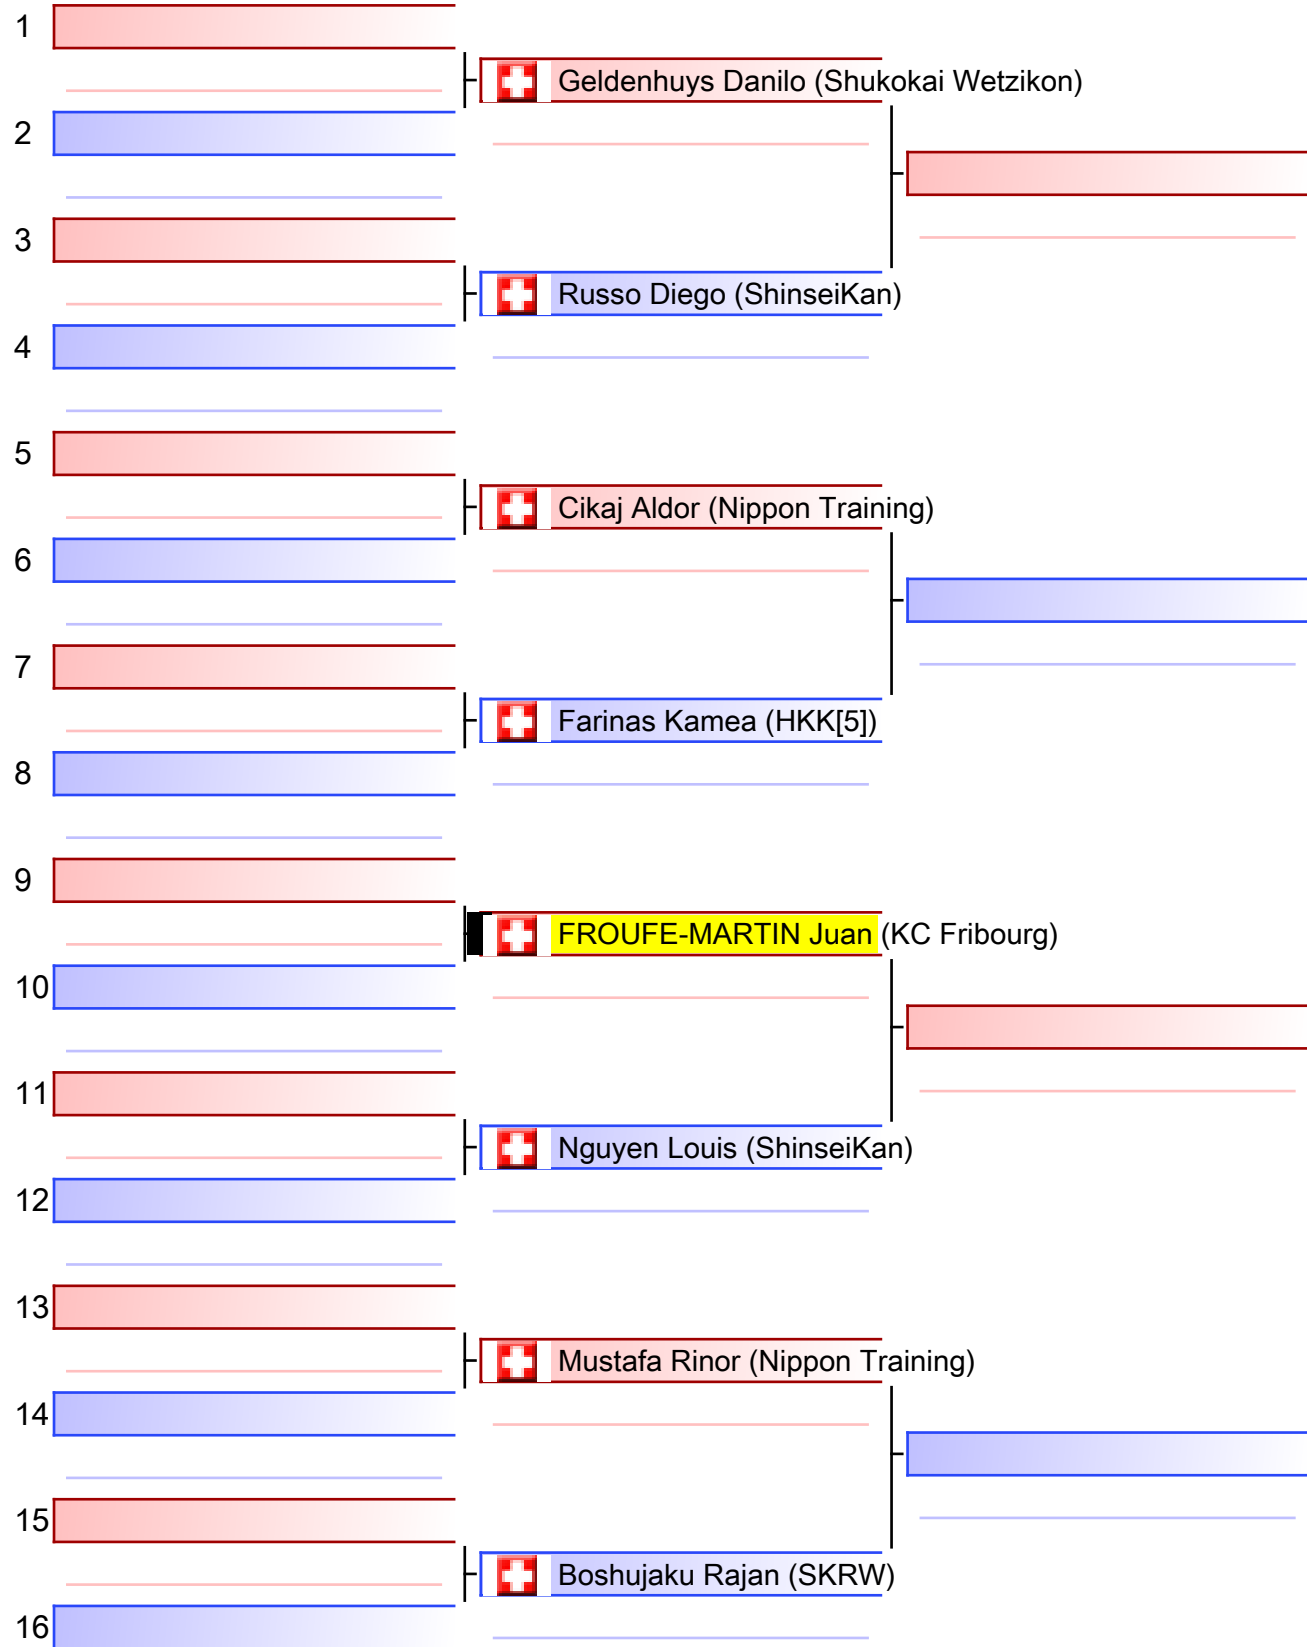 1
Geldenhuys Danilo (Shukokai Wetzikon)
2
3
Russo Diego (ShinseiKan)
4
5
Cikaj Aldor (Nippon Training)
6
7
Farinas Kamea (HKK[5])
8
9
FROUFE-MARTIN Juan (KC Fribourg)
10
11
Nguyen Louis (ShinseiKan)
12
13
Mustafa Rinor (Nippon Training)
14
15
Boshujaku Rajan (SKRW)
16